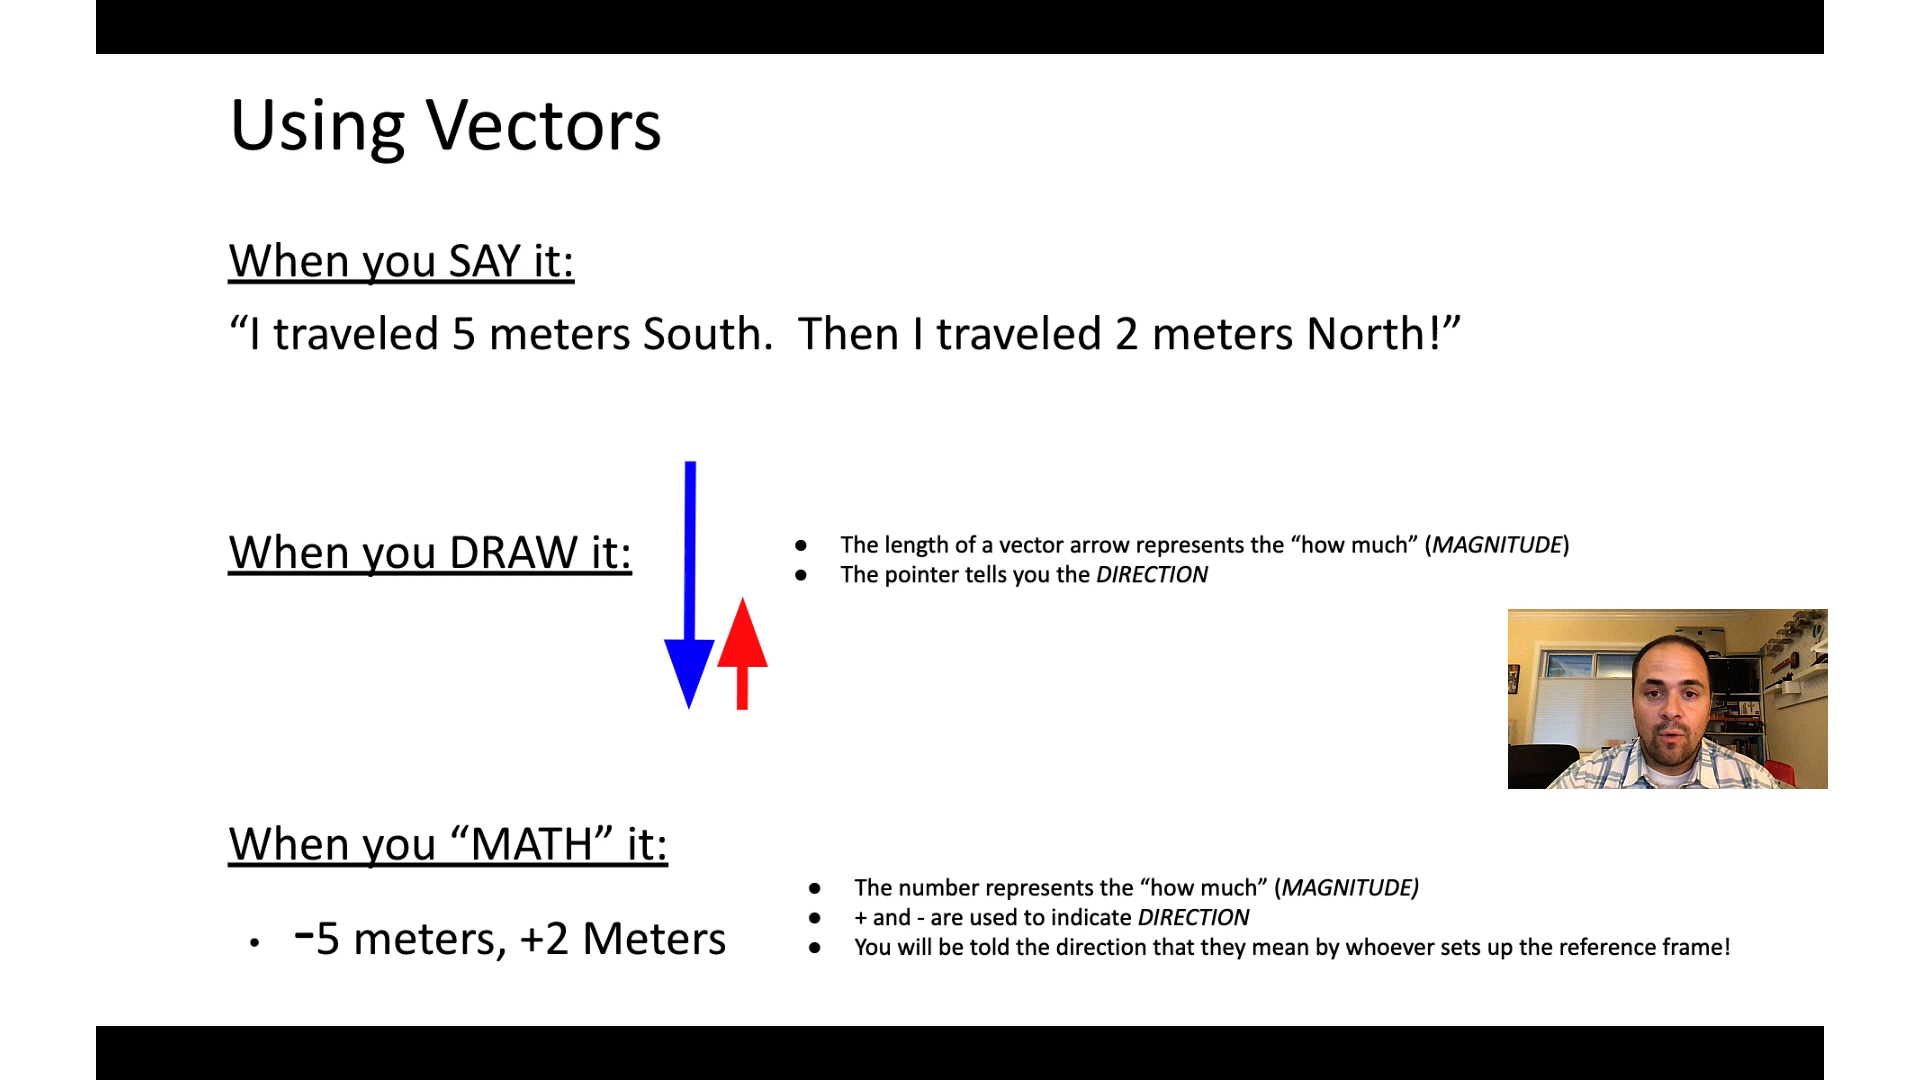 Using Vectors
When you SAY it:
“I traveled 5 meters South.  Then I traveled 2 meters North!”
When you DRAW it:
● The length of a vector arrow represents the “how much” (MAGNITUDE)
● The pointer tells you the DIRECTION
When you “MATH” it:
• -5 meters, +2 Meters
● The number represents the “how much” (MAGNITUDE)
● + and - are used to indicate DIRECTION
● You will be told the direction that they mean by whoever sets up the reference frame!